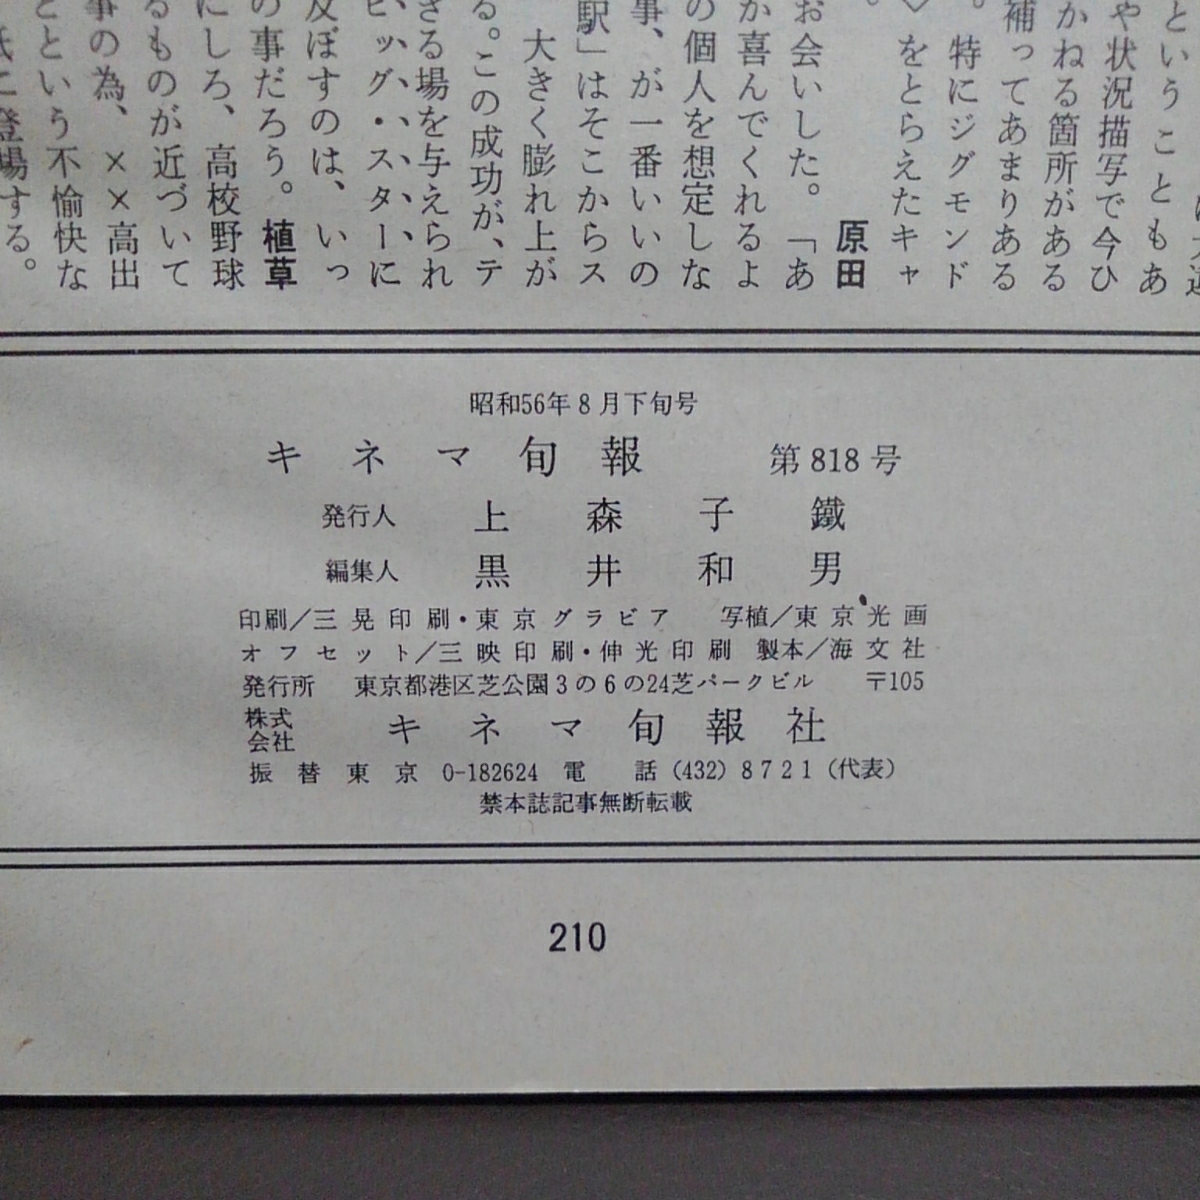 ということもあ
や状況描写で今ひ
かねる箇所がある
補ってあまりある
特にジグモンド
をとらえたキャ
原田
お会いした。「あ
か喜んでくれるよ
の個人を想定しな
事、が一番いいの
駅」はそこからス
大きく膨れ上が
る。この成功が、テ
きる場を与えられ
ビッグ・スターに
及ぼすのは、いっ
の事だろう。 植草
にしろ、高校野球
るものが近づいて
事の為、××高出
という不愉快な
登場する。
昭和56年8月下旬号
キネマ旬報 第818号
発行人 上森子鐵
編集人 黒井和男
印刷/三晃印刷・東京グラビア 写植/東京光画
オフセット/三映印刷・伸光印刷 製本/海文社
発行所 東京都港区芝公園3の6の24芝パークビル 〒105
株式会社 キネマ旬報社
振替東京 0-182624 電話 (432) 8721 (代表)
禁本誌記事無断転載
210